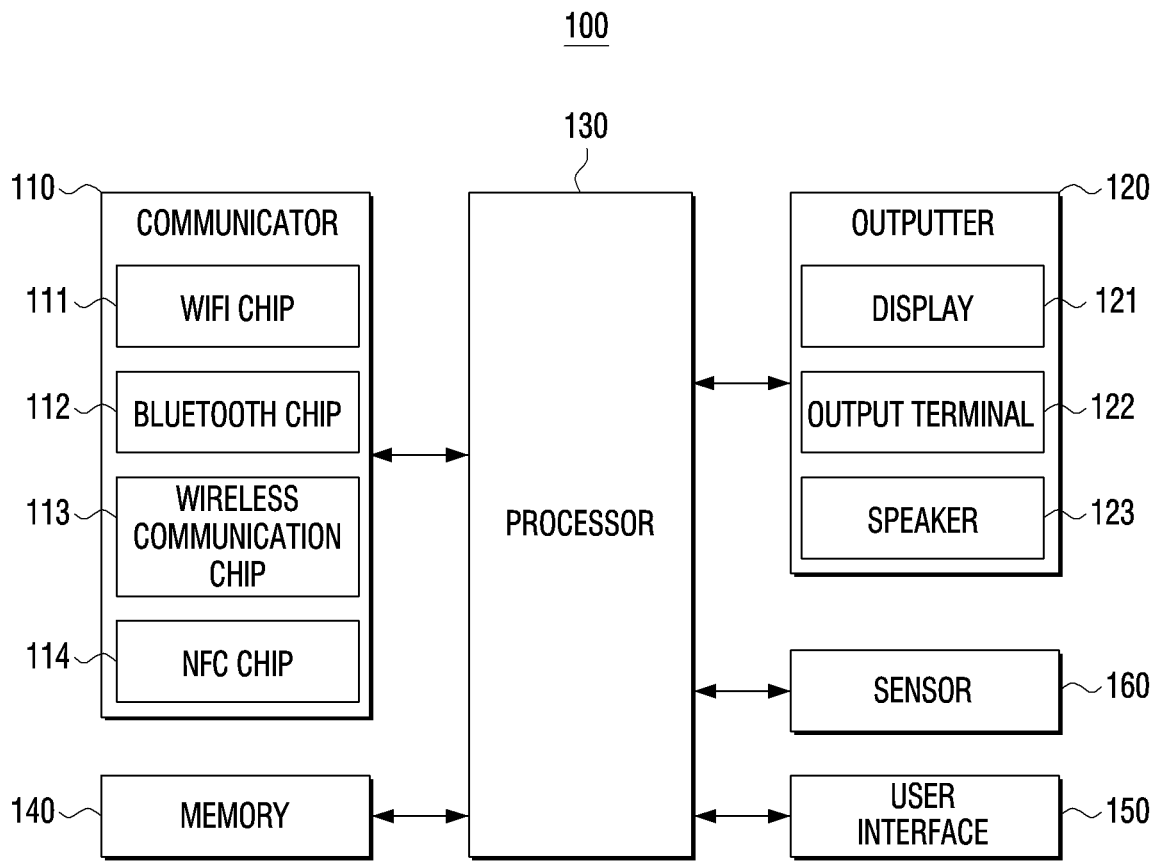 100
130
110
COMMUNICATOR
111
WIFI CHIP
112
BLUETOOTH CHIP
113
WIRELESS
COMMUNICATION
CHIP
114
NFC CHIP
140
MEMORY
PROCESSOR
120
OUTPUTTER
DISPLAY
121
OUTPUT TERMINAL
122
SPEAKER
123
SENSOR
160
USER
INTERFACE
150